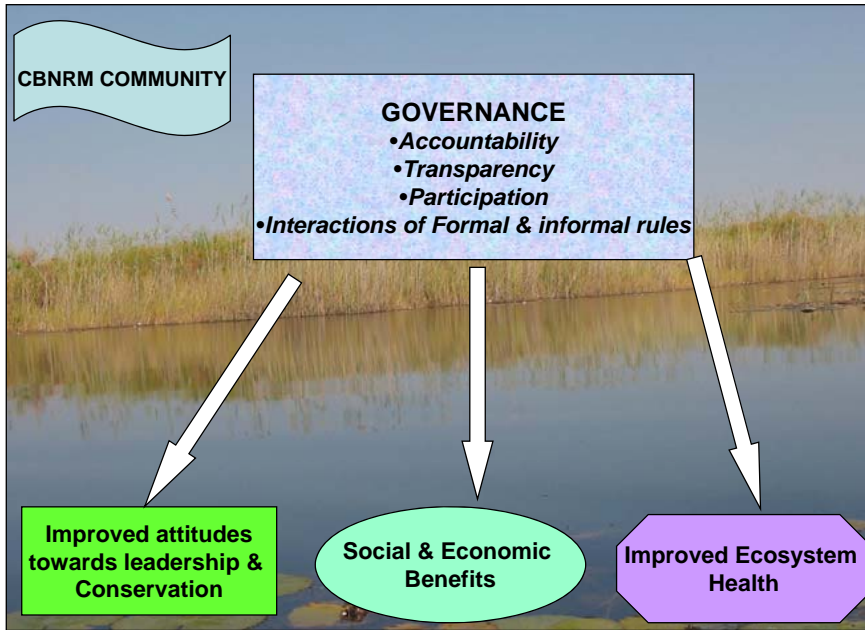 CBNRM COMMUNITY
GOVERNANCE
•Accountability
•Transparency
•Participation
•Interactions of Formal & informal rules
Improved attitudes
towards leadership &
Conservation
Social & Economic
Benefits
Improved Ecosystem
Health